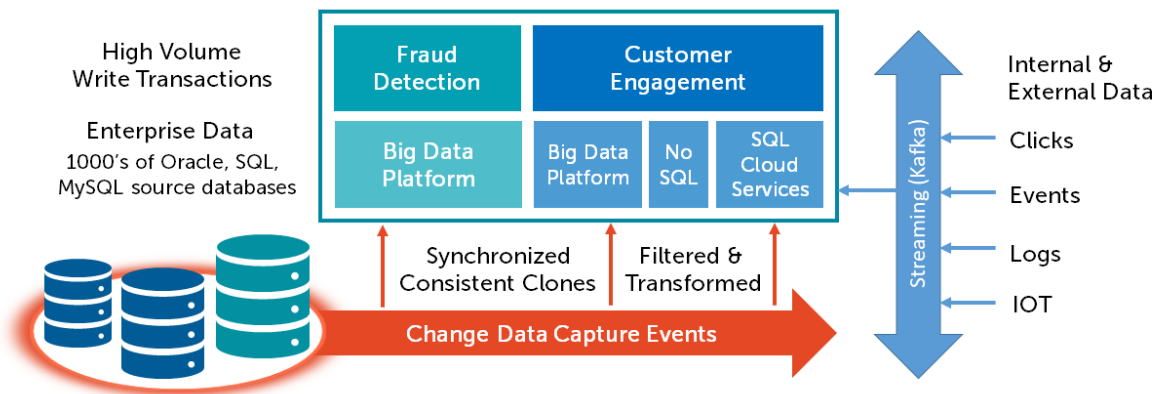 High Volume
Write Transactions
Enterprise Data
1000's of Oracle, SQL,
MySQL source databases
Fraud
Detection
Customer
Engagement
Big Data
Platform
Big Data
Platform
No
SQL
SQL
Cloud
Services
Synchronized
Consistent Clones
Filtered &
Transformed
Change Data Capture Events
Streaming (Kafka)
Internal &
External Data
Clicks
Events
Logs
IOT